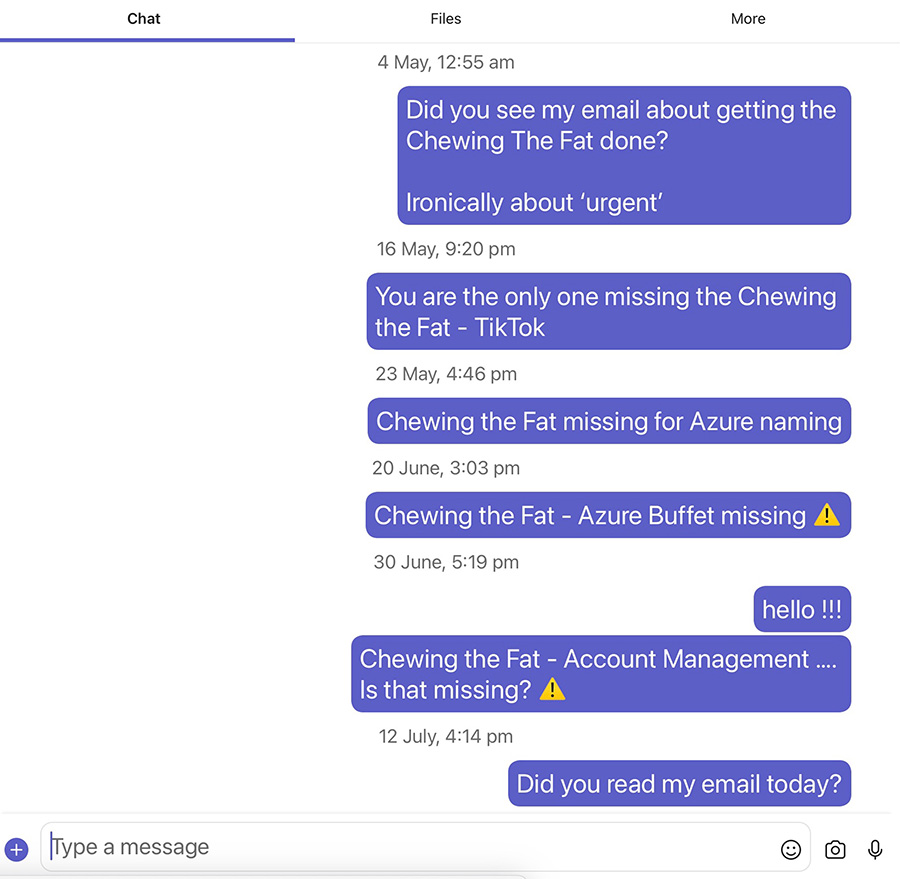 Chat Files More
4 May, 12:55 am
Did you see my email about getting the
Chewing The Fat done?
Ironically about ‘urgent’
16 May, 9:20 pm
You are the only one missing the Chewing
the Fat - TikTok
23 May, 4:46 pm
Chewing the Fat missing for Azure naming
20 June, 3:03 pm
Chewing the Fat - Azure Buffet missing ⚠️
30 June, 5:19 pm
hello !!!
Chewing the Fat - Account Management ....
Is that missing? ⚠️
12 July, 4:14 pm
Did you read my email today?
Type a message